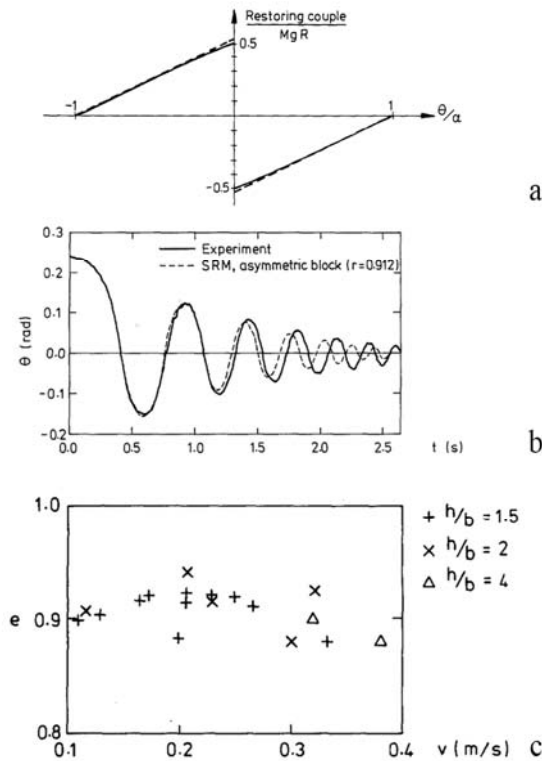 Restoring couple
MgR
0.5
-1
1
θ/α
-0.5
a
0.3
0.2
0.1
0.0
-0.1
-0.2
θ (rad)
Experiment
SRM, asymmetric block (r=0.912)
0.0
0.5
1.0
1.5
2.0
2.5
t (s)
b
1.0
0.9
0.8
e
+ h/b = 1.5
× h/b = 2
△ h/b = 4
0.1
0.2
0.3
0.4
v (m/s)
c